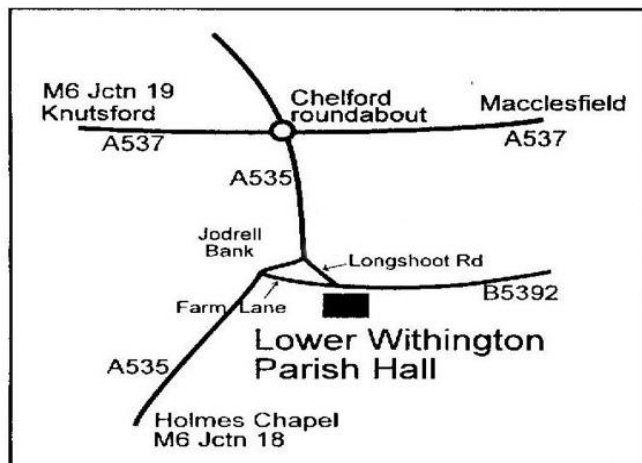 M6 Jctn 19
Knutsford
Chelford
roundabout
Macclesfield
A537
A537
A535
Jodrell
Bank
Longshoot Rd
Farm Lane
B5392
Lower Withington
Parish Hall
A535
Holmes Chapel
M6 Jctn 18